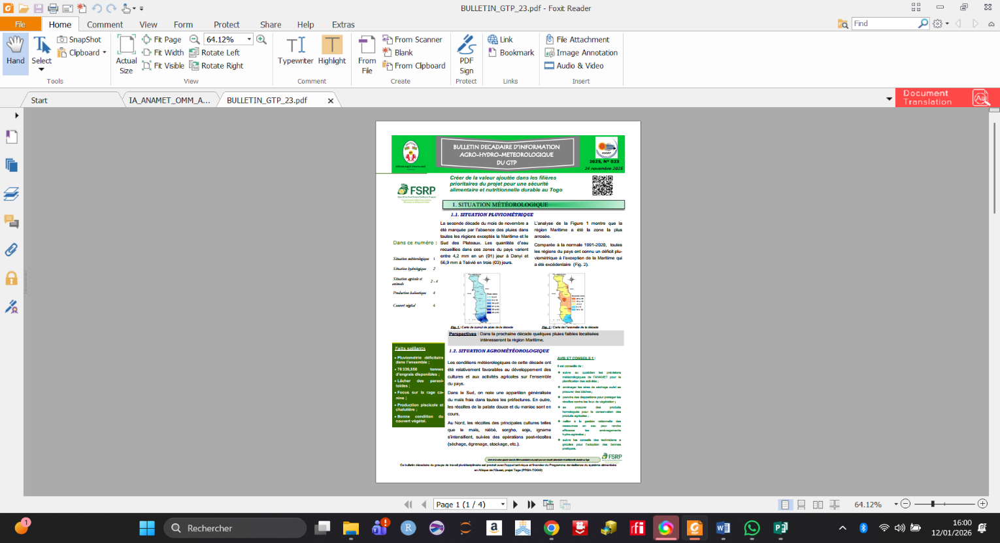 BULLETIN_GTP_23.pdf - Foxit Reader
File Home Comment View Form Protect Share Help Extras
Find
Hand
Select
SnapShot
Clipboard
Tools
Actual
Size
Fit Page
Fit Width
Fit Visible
64.12%
Rotate Left
Rotate Right
View
Typewriter
Highlight
Comment
From
File
From Scanner
Blank
From Clipboard
Create
PDF
Sign
Protect
Link
Bookmark
Links
File Attachment
Image Annotation
Audio & Video
Insert
Start
IA_ANAMET_OMM_A...
BULLETIN_GTP_23.pdf
Document
Translation
BULLETIN DECADAIRE D'INFORMATION
AGRO-HYDRO-METEOROLOGIQUE
DU GTP
2025, N° 023
24 novembre 2025
FSRP
Créer de la valeur ajoutée dans les filières
prioritaires du projet pour une sécurité
alimentaire et nutritionnelle durable au Togo
1. SITUATION MÉTÉOROLOGIQUE
1.1. SITUATION PLUVIOMÉTRIQUE
La seconde décade du mois de novembre a
été marquée par l'absence des pluies dans
toutes les régions exceptés la Maritime et le
Sud des Plateaux. Les quantités d'eau
recueillies dans ces zones du pays varient
entre 4,2 mm en un (01) jour à Danyi et
56,9 mm à Tsévié en trois (03) jours.
L'analyse de la Figure 1 montre que la
région Maritime a été la zone la plus
arrosée.
Comparée à la normale 1991-2020, toutes
les régions du pays ont connu un déficit plu-
viométrique à l'exception de la Maritime qui
a été excédentaire (Fig. 2).
Dans ce numéro :
Situation météorologique 1
Situation hydrologique 2
Situation agricole et
animale 2 - 4
Production halieutique 4
Couvert végétal 4
Fig. 1 : Carte de cumul de pluie de la décade
Fig. 2 : Carte de l'anomalie de la décade
Perspectives : Dans la prochaine décade quelques pluies faibles localisées
intéresseront la région Maritime.
Faits saillants
• Pluviométrie déficitaire
dans l'ensemble ;
• 70 339,550 tonnes
d'engrais disponibles ;
• Lâcher des parasi-
toïdes ;
• Focus sur la rage ca-
nine ;
• Production piscicole et
chalutière ;
• Bonne condition du
couvert végétal.
1.2. SITUATION AGROMÉTÉOROLOGIQUE
Les conditions météorologiques de cette décade ont
été relativement favorables au développement des
cultures et aux activités agricoles sur l'ensemble
du pays.
Dans le Sud, on note une apparition généralisée
du maïs frais dans toutes les préfectures. En outre,
les récoltes de la patate douce et du manioc sont en
cours.
Au Nord, les récoltes des principales cultures telles
que le maïs, niébé, sorgho, soja, igname
s'intensifient, suivies des opérations post-récoltes
(séchage, égrenage, stockage, etc.).
AVIS ET CONSEILS 1 :
Il est conseillé de :
suivre au quotidien les prévisions
météorologiques de l'ANAMET pour la
planification des activités ;
aménager les aires de séchage ou/et se
procurer des bâches ;
prendre des dispositions pour protéger les
récoltes contre les feux de végétation ;
se procurer des produits
homologués pour la conservation des
produits agricoles ;
veiller à la gestion rationnelle des
ressources en eau pour rendre
efficaces les aménagements
hydro-agricoles ;
suivre les conseils des techniciens a
gricoles pour l'adoption des bonnes
pratiques.
FSRP
Ce bulletin décadaire du groupe de travail pluridisciplinaire est produit avec l'appui technique et financier du Programme de résilience du système alimentaire
en Afrique de l'Ouest, projet Togo (PRSA-TOGO)
Page 1 (1 / 4)
64.12%
1
Rechercher
16:00
12/01/2026